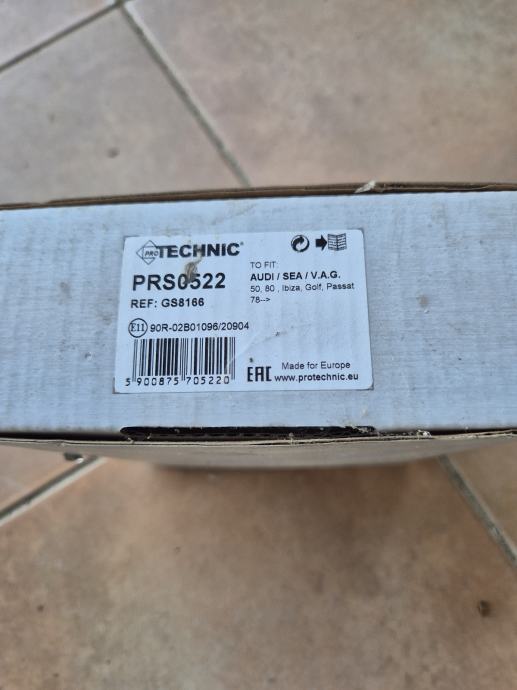 PRO TECHNIC®
PRS0522
REF: GS8166
E11 90R-02B01096/20904
5 900875 705220
TO FIT:
AUDI / SEA / V.A.G.
50, 80 , Ibiza, Golf, Passat
78-->
EAC Made for Europe
www.protechnic.eu